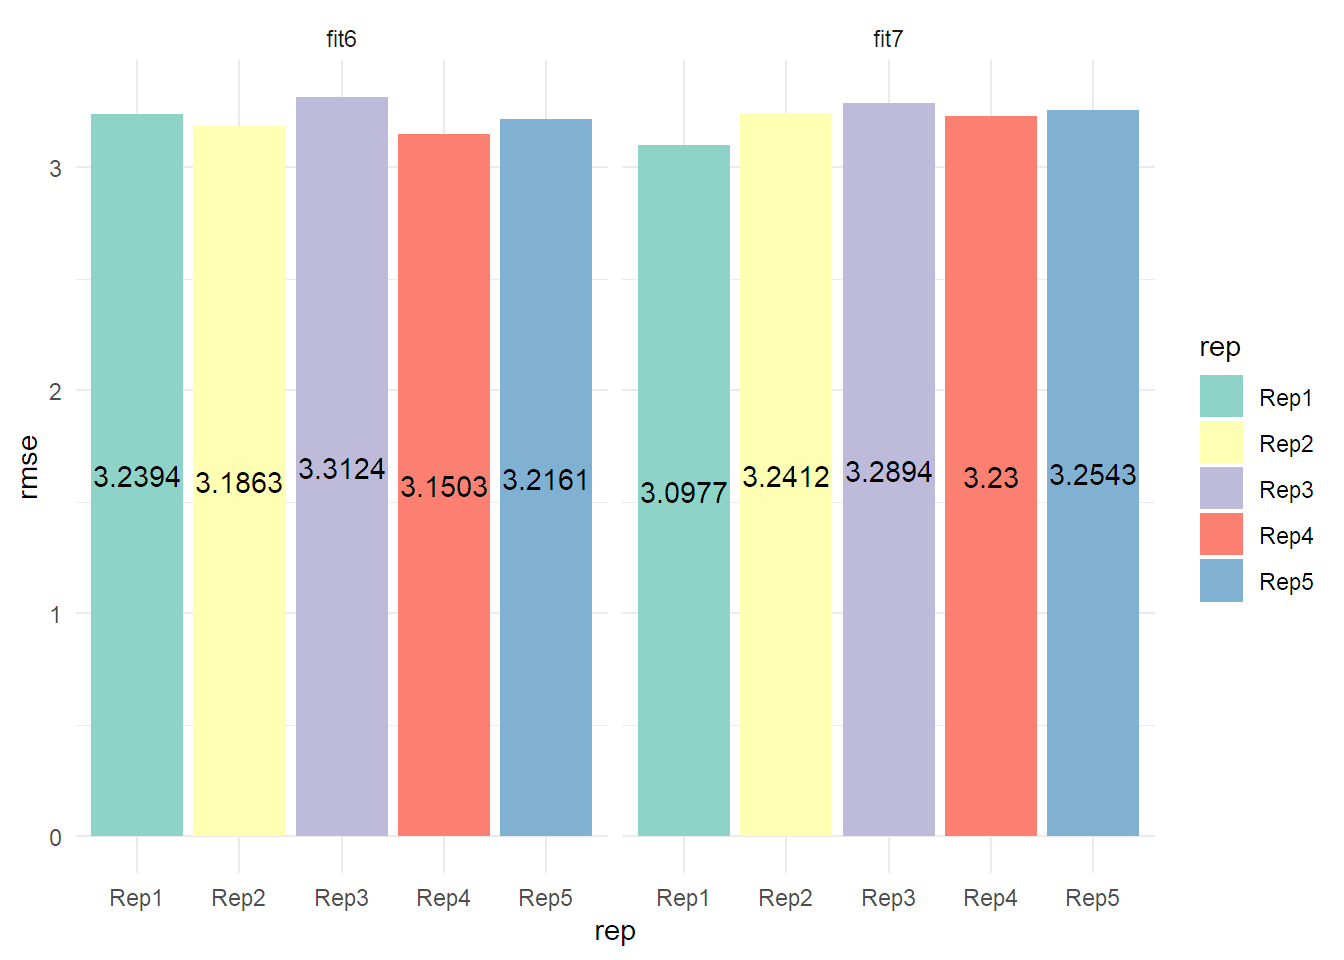 fit6
fit7
3
2
1
0
rmse
3.2394
3.1863
3.3124
3.1503
3.2161
3.0977
3.2412
3.2894
3.23
3.2543
Rep1 Rep2 Rep3 Rep4 Rep5
Rep1 Rep2 Rep3 Rep4 Rep5
rep
rep
Rep1
Rep2
Rep3
Rep4
Rep5